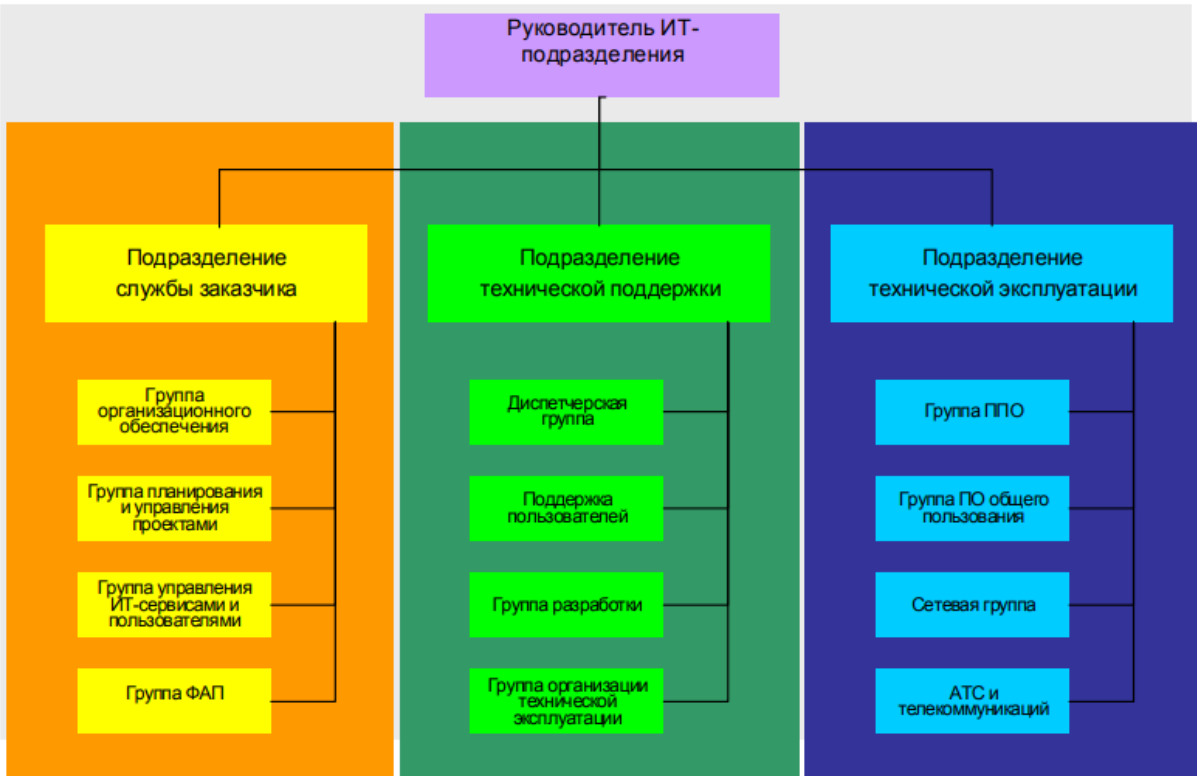 Руководитель ИТ-
подразделения
Подразделение
службы заказчика
Группа
организационного
обеспечения
Группа планирования
и управления
проектами
Группа управления
ИТ-сервисами и
пользователями
Группа ФАП
Подразделение
технической поддержки
Диспетчерская
группа
Поддержка
пользователей
Группа разработки
Группа организации
технической
эксплуатации
Подразделение
технической эксплуатации
Группа ППО
Группа ПО общего
пользования
Сетевая группа
АТС и
телекоммуникаций